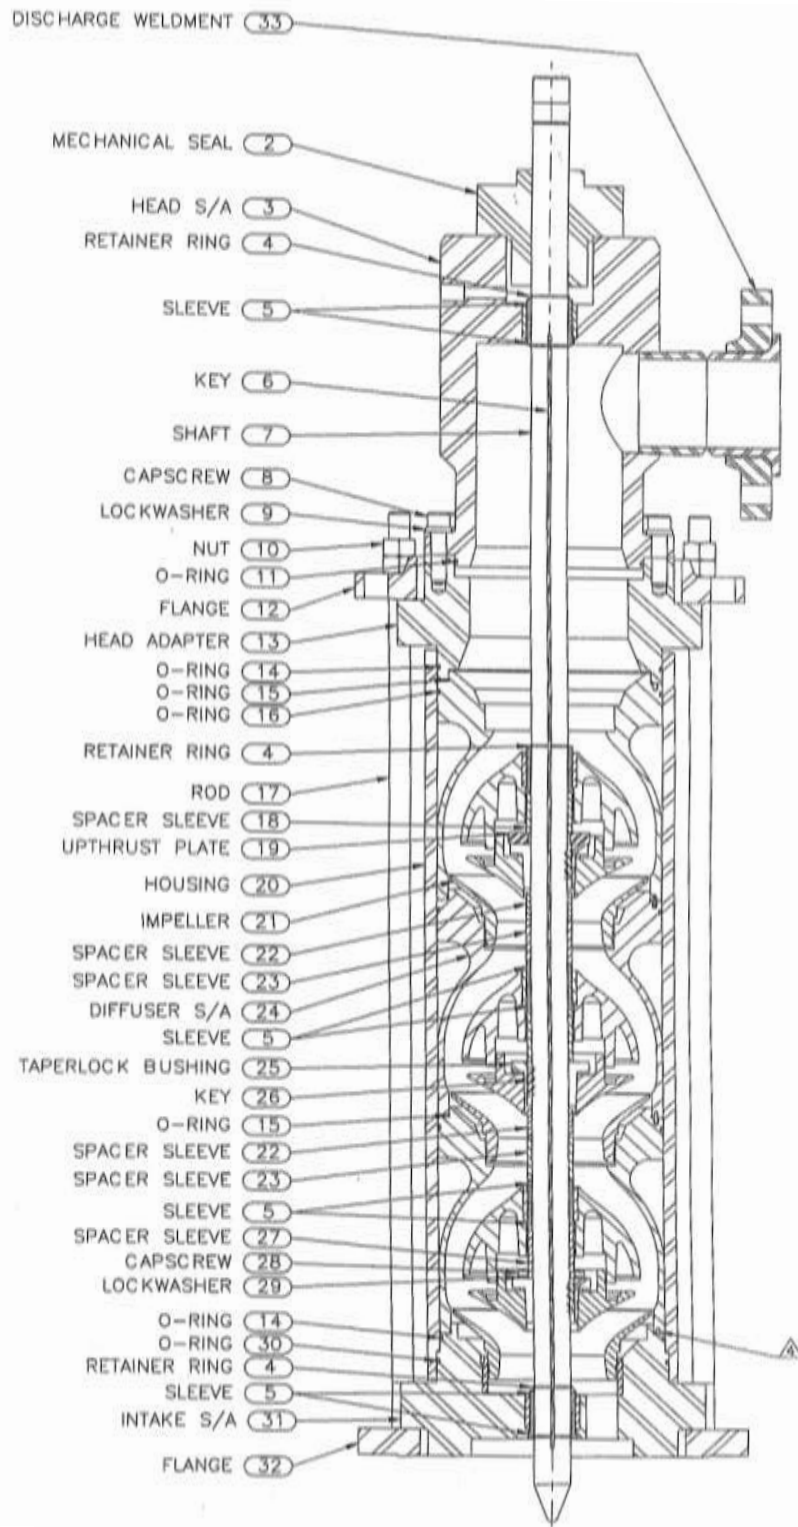 DISCHARGE WELDMENT 33
MECHANICAL SEAL 2
HEAD S/A 3
RETAINER RING 4
SLEEVE 5
KEY 6
SHAFT 7
CAPSCREW 8
LOCKWASHER 9
NUT 10
O-RING 11
FLANGE 12
HEAD ADAPTER 13
O-RING 14
O-RING 15
O-RING 16
RETAINER RING 4
ROD 17
SPACER SLEEVE 18
UPTHRUST PLATE 19
HOUSING 20
IMPELLER 21
SPACER SLEEVE 22
SPACER SLEEVE 23
DIFFUSER S/A 24
SLEEVE 5
TAPERLOCK BUSHING 25
KEY 26
O-RING 15
SPACER SLEEVE 22
SPACER SLEEVE 23
SLEEVE 5
SPACER SLEEVE 27
CAPSCREW 28
LOCKWASHER 29
O-RING 14
O-RING 30
4
RETAINER RING 4
SLEEVE 5
INTAKE S/A 31
FLANGE 32